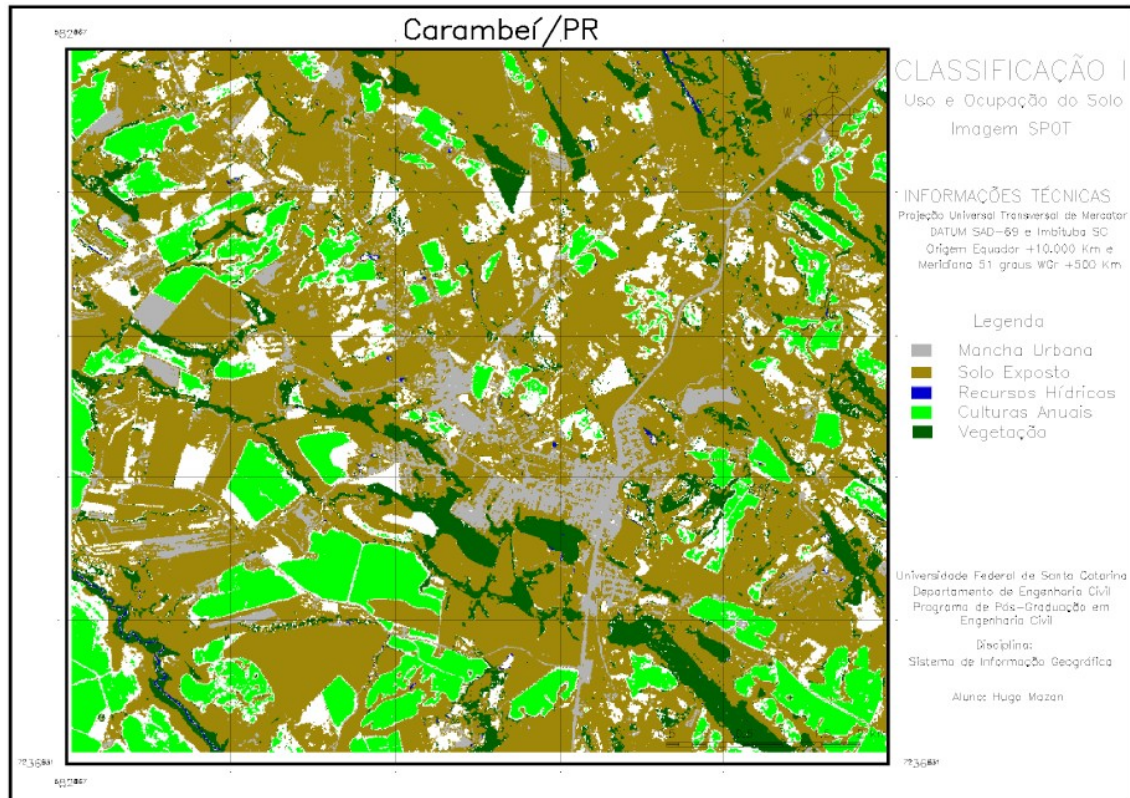 Carambeí/PR
CLASSIFICAÇÃO I
Uso e Ocupação do Solo
Imagem SPOT
N
W
INFORMAÇÕES TÉCNICAS
Projeção Universal Transversal de Mercator
DATUM SAD-69 e Imbituba SC
Origem Equador +10.000 Km e
Meridiano 51 graus WGr +500 Km
Legenda
Mancha Urbana
Solo Exposto
Recursos Hídricos
Culturas Anuais
Vegetação
Universidade Federal de Santa Catarina
Departamento de Engenharia Civil
Programa de Pós-Graduação em
Engenharia Civil
Disciplina:
Sistema de Informação Geográfica
Aluno: Hugo Mazan